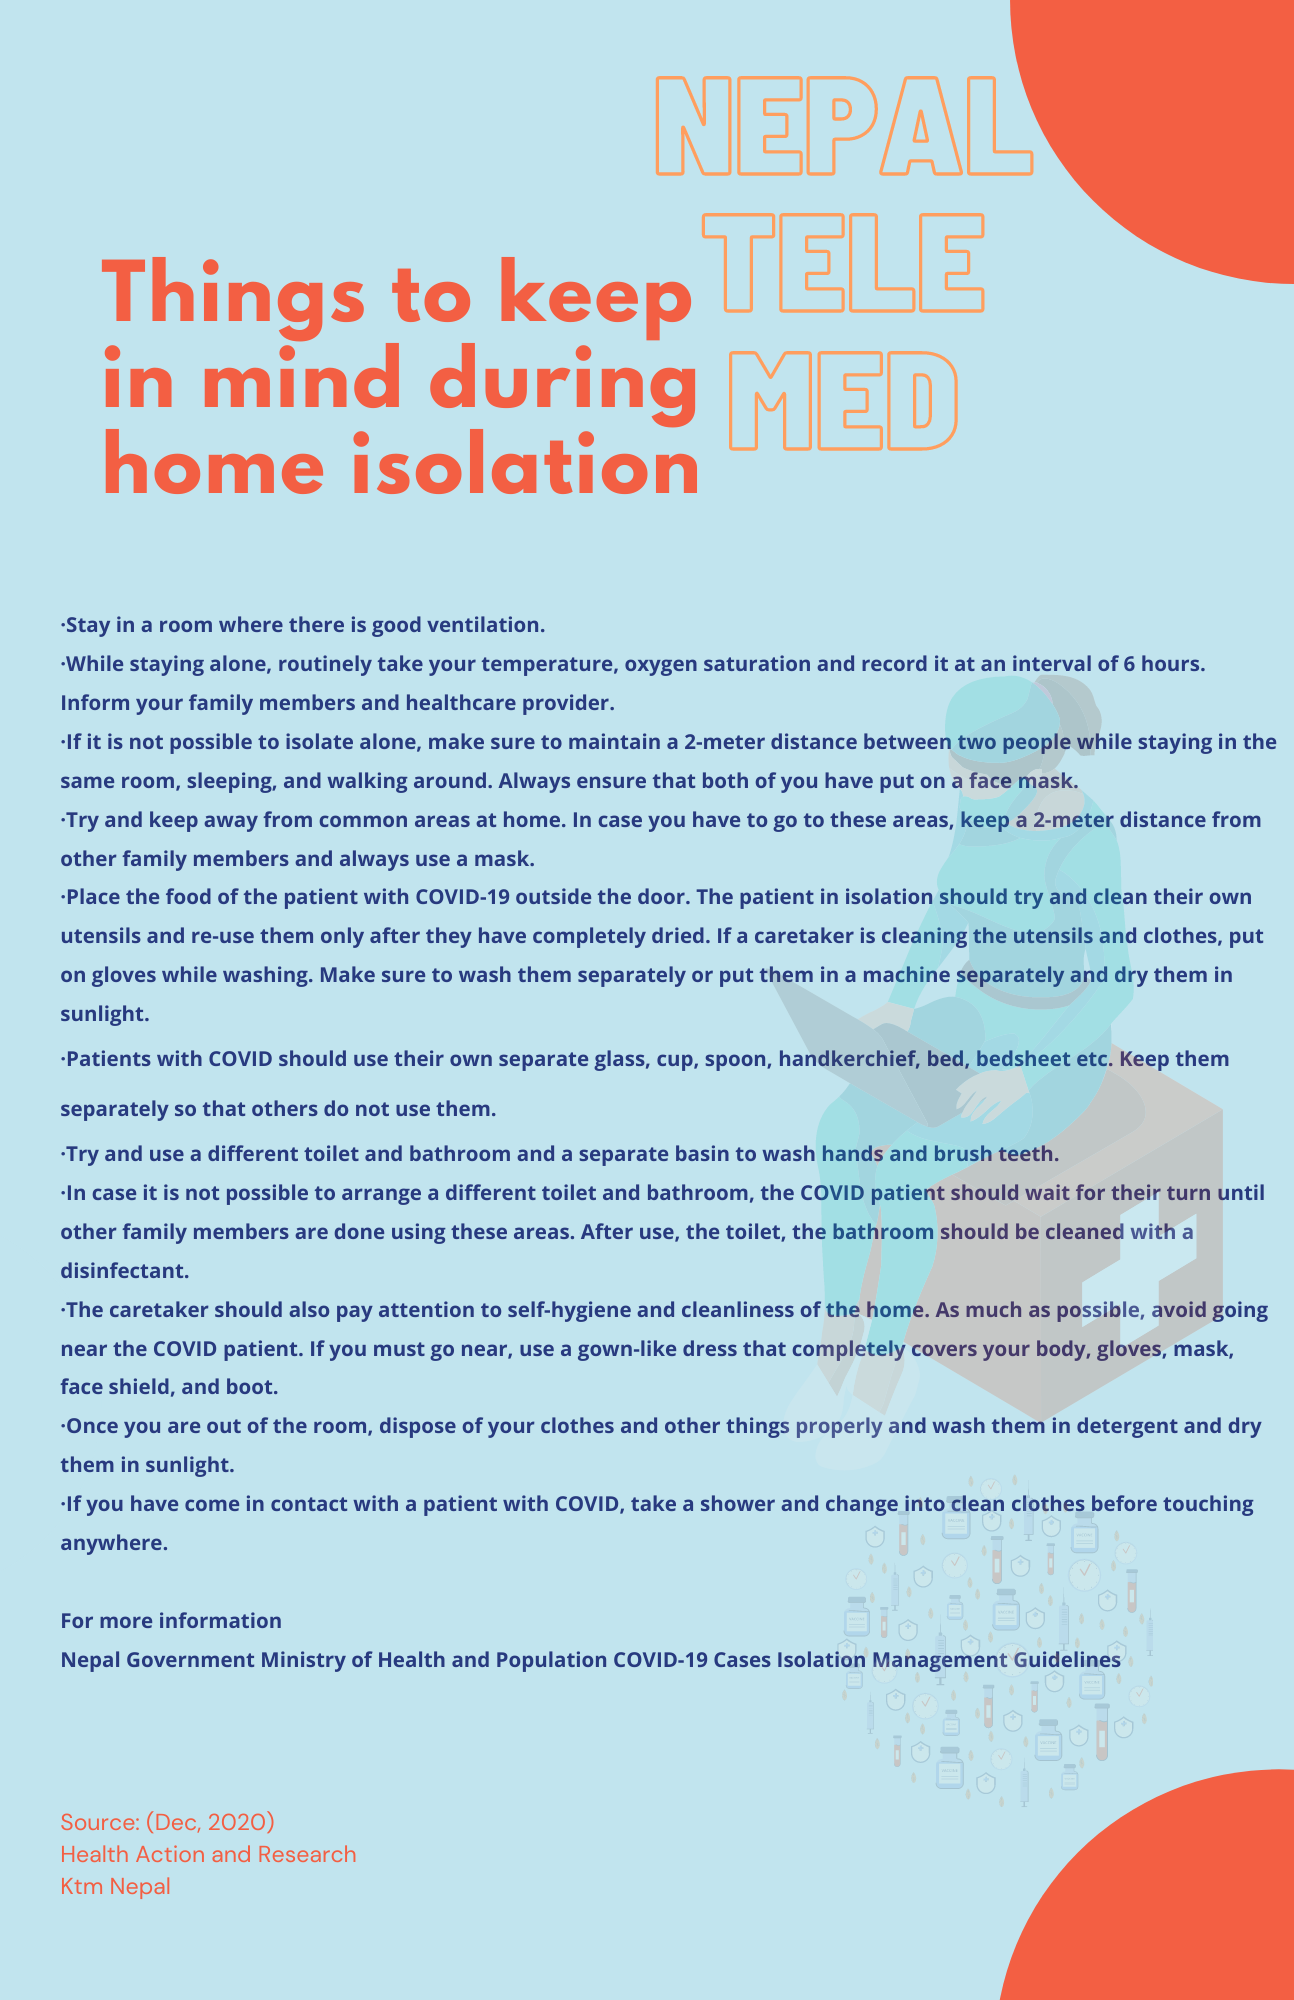 NEPAL
TELE
MED
Things to keep
in mind during
home isolation
·Stay in a room where there is good ventilation.
·While staying alone, routinely take your temperature, oxygen saturation and record it at an interval of 6 hours.
Inform your family members and healthcare provider.
·If it is not possible to isolate alone, make sure to maintain a 2-meter distance between two people while staying in the
same room, sleeping, and walking around. Always ensure that both of you have put on a face mask.
·Try and keep away from common areas at home. In case you have to go to these areas, keep a 2-meter distance from
other family members and always use a mask.
·Place the food of the patient with COVID-19 outside the door. The patient in isolation should try and clean their own
utensils and re-use them only after they have completely dried. If a caretaker is cleaning the utensils and clothes, put
on gloves while washing. Make sure to wash them separately or put them in a machine separately and dry them in
sunlight.
·Patients with COVID should use their own separate glass, cup, spoon, handkerchief, bed, bedsheet etc. Keep them
separately so that others do not use them.
·Try and use a different toilet and bathroom and a separate basin to wash hands and brush teeth.
·In case it is not possible to arrange a different toilet and bathroom, the COVID patient should wait for their turn until
other family members are done using these areas. After use, the toilet, the bathroom should be cleaned with a
disinfectant.
·The caretaker should also pay attention to self-hygiene and cleanliness of the home. As much as possible, avoid going
near the COVID patient. If you must go near, use a gown-like dress that completely covers your body, gloves, mask,
face shield, and boot.
·Once you are out of the room, dispose of your clothes and other things properly and wash them in detergent and dry
them in sunlight.
·If you have come in contact with a patient with COVID, take a shower and change into clean clothes before touching
anywhere.
For more information
Nepal Government Ministry of Health and Population COVID-19 Cases Isolation Management Guidelines
Source: (Dec, 2020)
Health Action and Research
Ktm Nepal